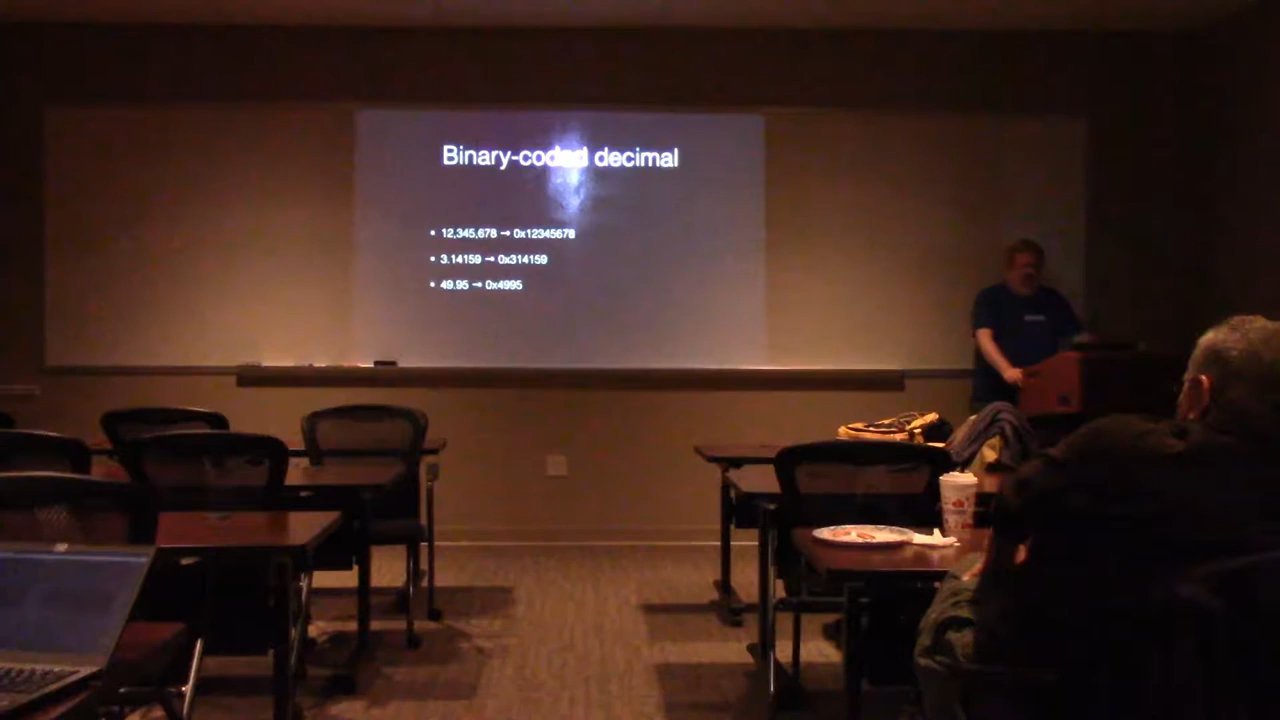 Binary-coded decimal
• 12,345,678 → 0x12345678
• 3.14159 → 0x314159
• 49.95 → 0x4995